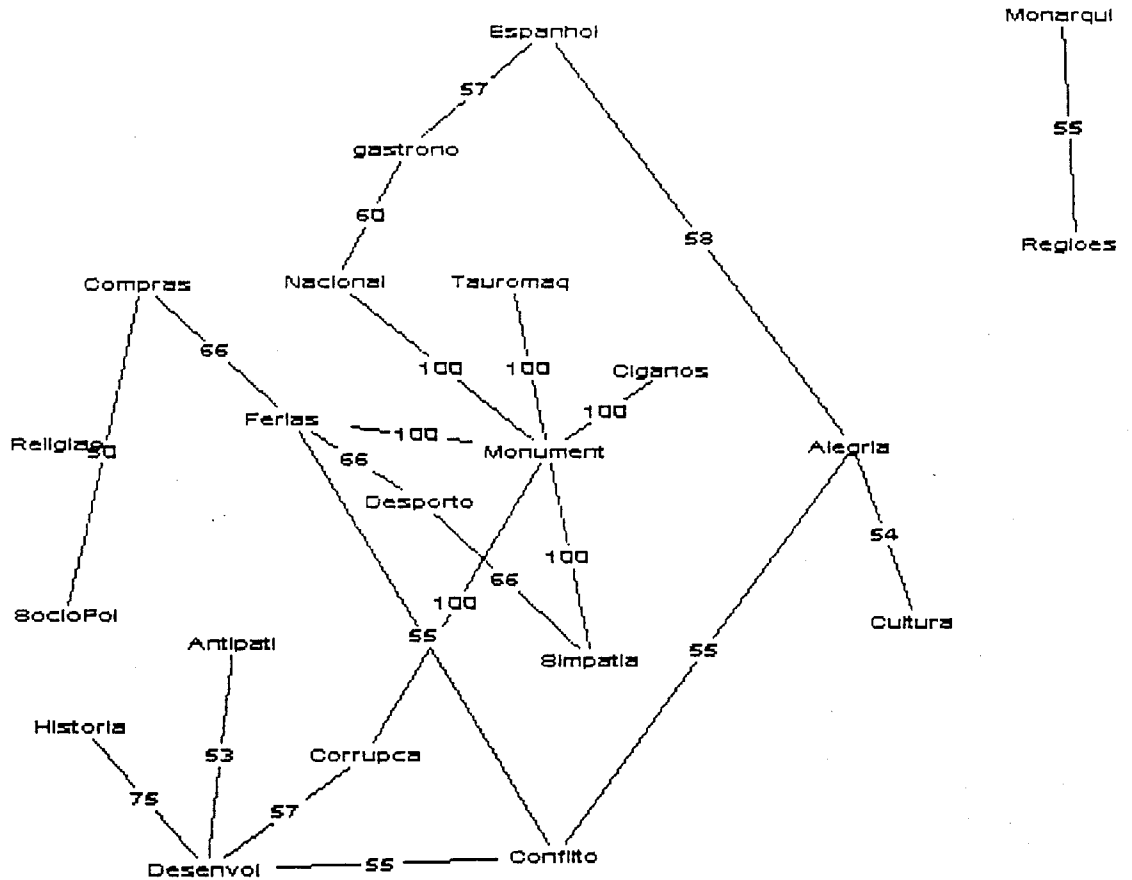 Monarqui
Espanhol
57
55
gastrono
60
58
Regioes
Compras
Nacional
Tauromaq
66
100
100
Ciganos
100
Ferias
100
Religiao
50
66
Monument
Alegria
Desporto
54
100
66
100
SocioPol
Cultura
Antipati
55
55
Simpatia
Historia
53
Corrupca
75
57
Desenvol
55
Conflito